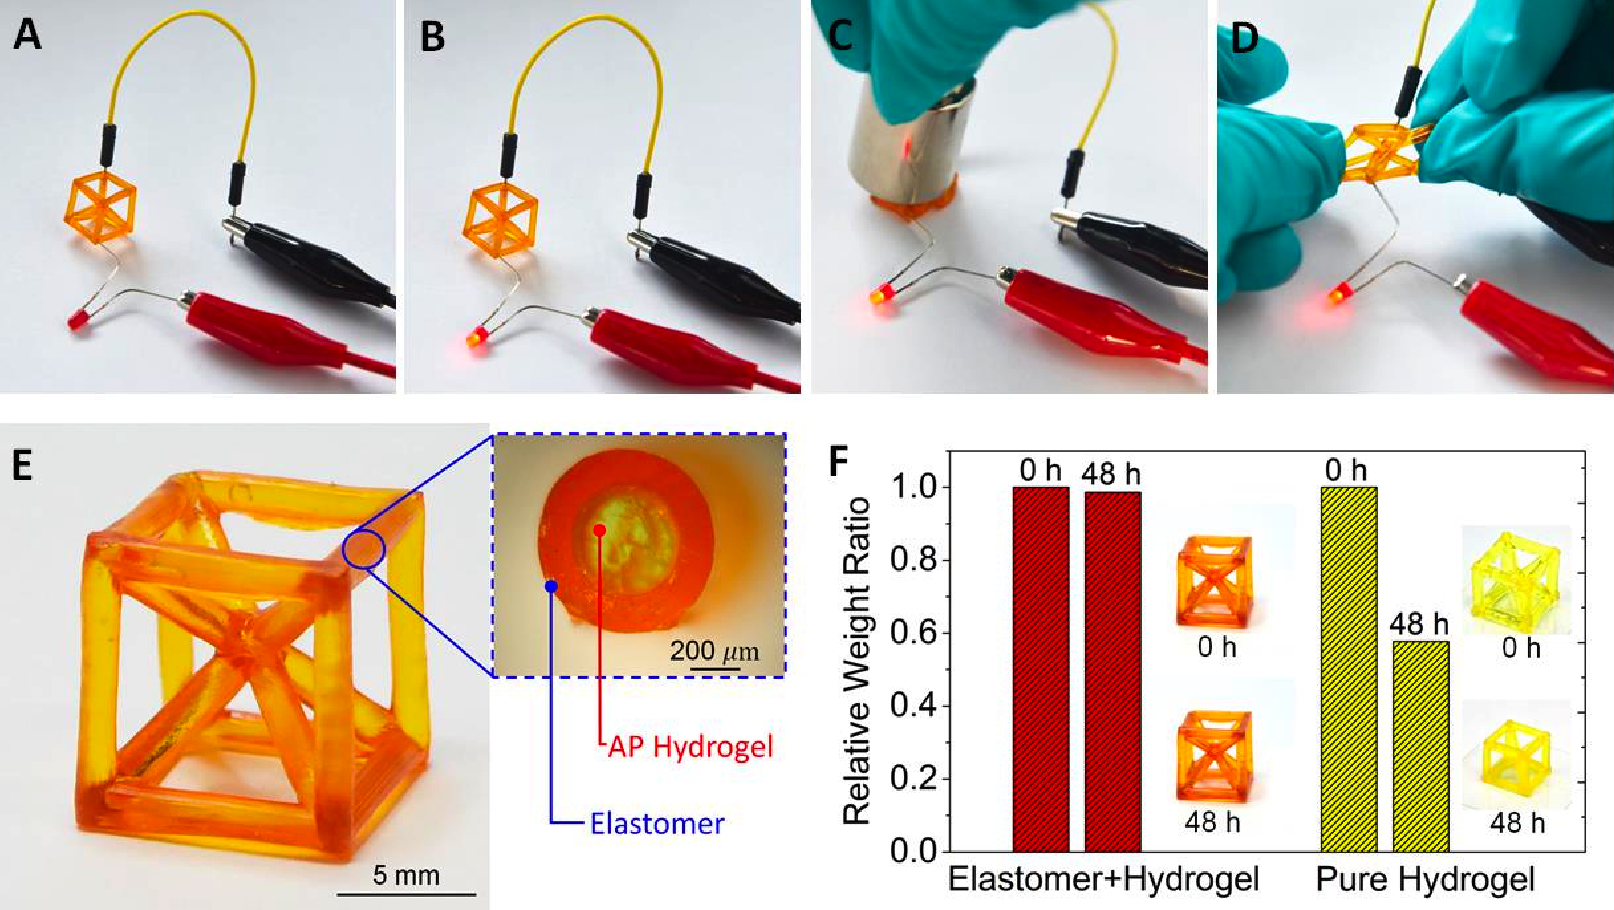 A
B
C
D
E
200 μm
AP Hydrogel
Elastomer
5 mm
F
Relative Weight Ratio
1.0
0.8
0.6
0.4
0.2
0.0
0 h
48 h
0 h
48 h
0 h
48 h
0 h
48 h
Elastomer+Hydrogel
Pure Hydrogel